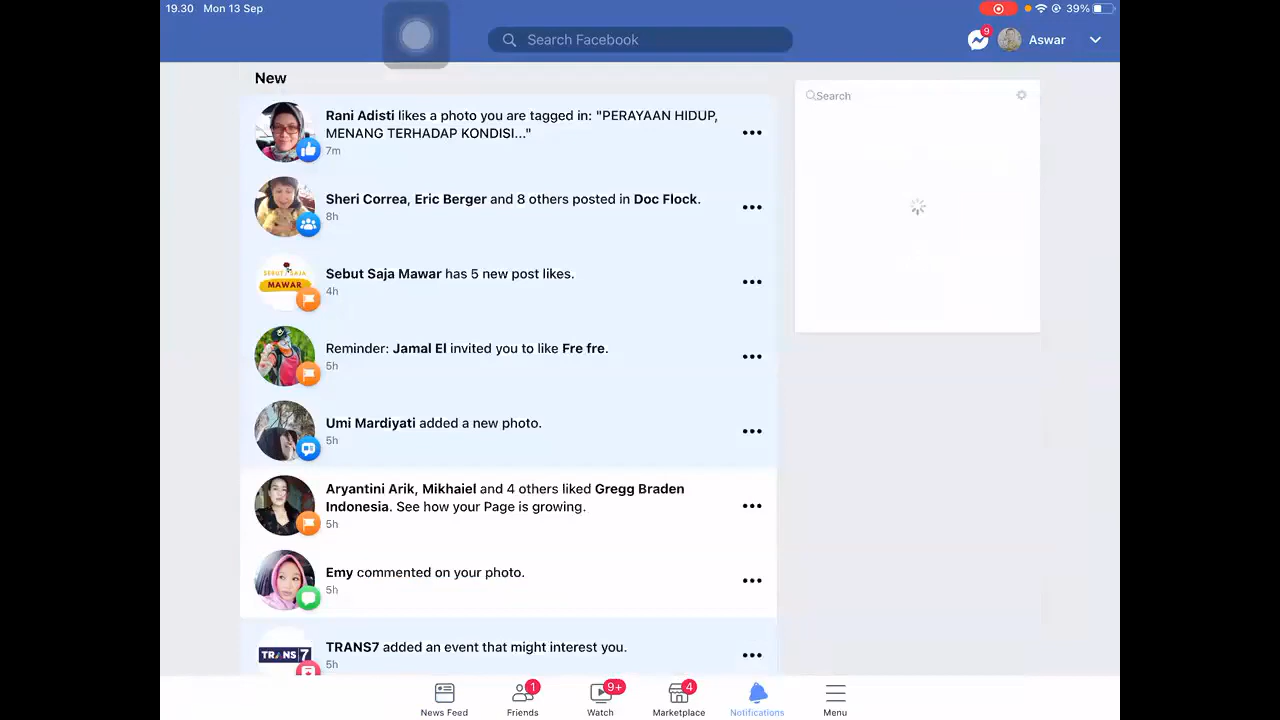 19.30 Mon 13 Sep
39%
Search Facebook
9
Aswar
New
Search
Rani Adisti likes a photo you are tagged in: "PERAYAAN HIDUP,
MENANG TERHADAP KONDISI..."
7m
Sheri Correa, Eric Berger and 8 others posted in Doc Flock.
8h
SEBUT SAJA
MAWAR
Sebut Saja Mawar has 5 new post likes.
4h
Reminder: Jamal El invited you to like Fre fre.
5h
Umi Mardiyati added a new photo.
5h
Aryantini Arik, Mikhaiel and 4 others liked Gregg Braden
Indonesia. See how your Page is growing.
5h
Emy commented on your photo.
5h
TRANS7
TRANS7 added an event that might interest you.
5h
1
9+
4
News Feed
Friends
Watch
Marketplace
Notifications
Menu